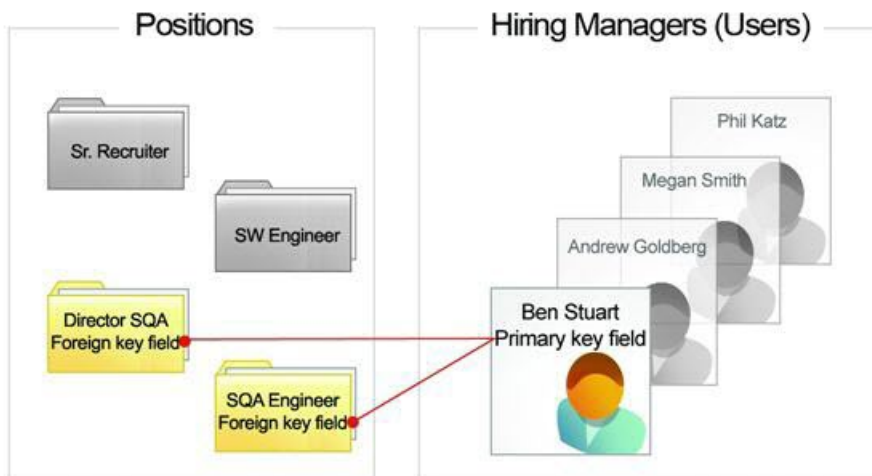 Positions
Hiring Managers (Users)
Sr. Recruiter
SW Engineer
Director SQA
Foreign key field
SQA Engineer
Foreign key field
Phil Katz
Megan Smith
Andrew Goldberg
Ben Stuart
Primary key field